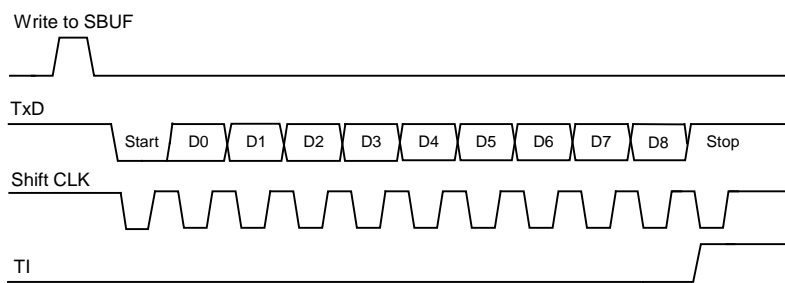 Write to SBUF
TxD
Start D0 D1 D2 D3 D4 D5 D6 D7 D8 Stop
Shift CLK
TI